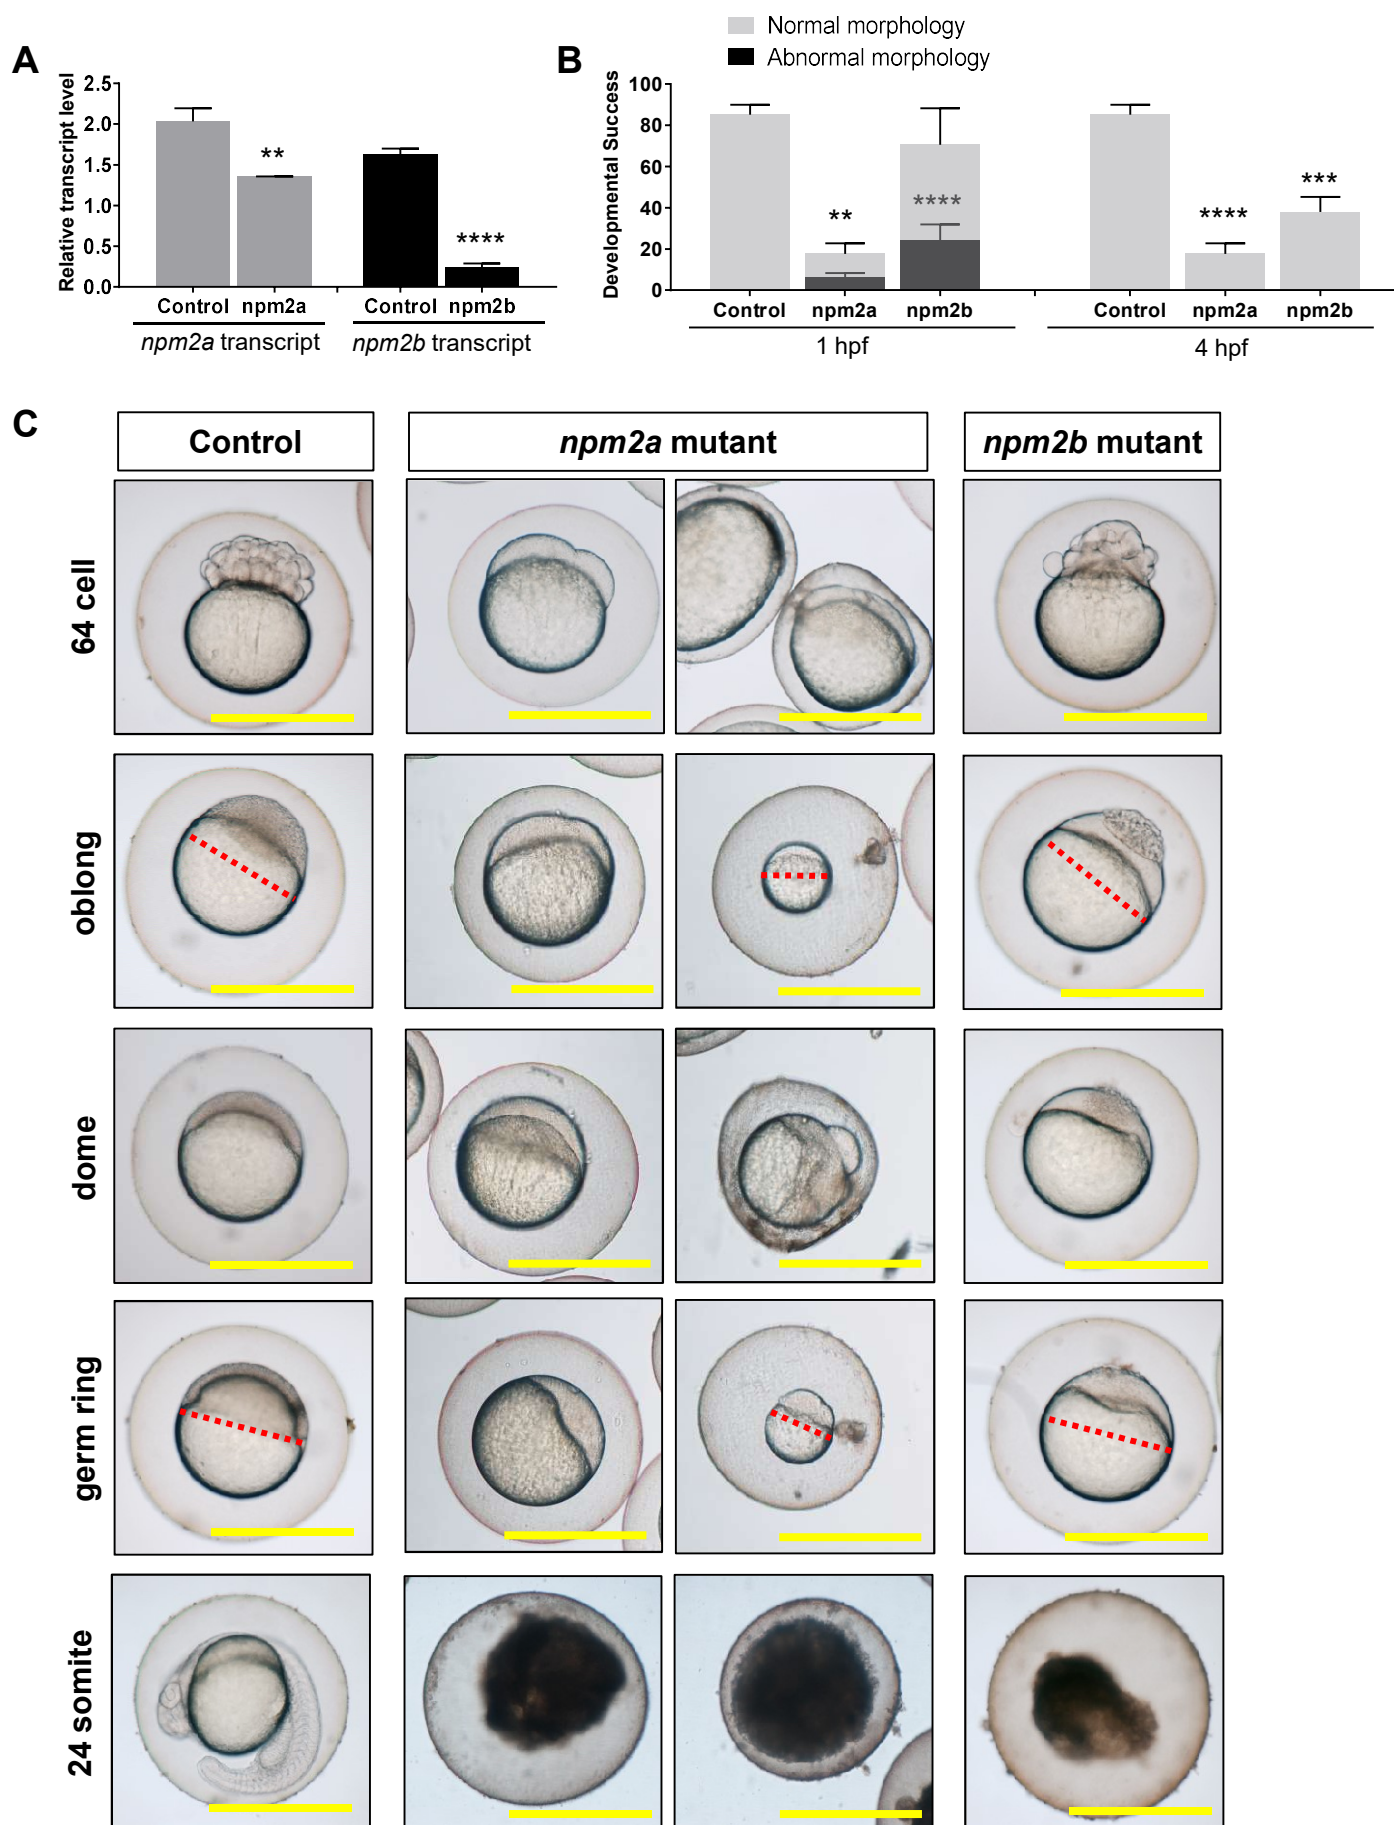 A
Relative transcript level
2.5
2.0
1.5
1.0
0.5
0.0
**
****
Control npm2a Control npm2b
npm2a transcript npm2b transcript
B
Normal morphology
Abnormal morphology
Developmental Success
100
80
60
40
20
0
**
****
****
***
Control npm2a npm2b Control npm2a npm2b
1 hpf 4 hpf
C
Control npm2a mutant npm2b mutant
64 cell
oblong
dome
germ ring
24 somite